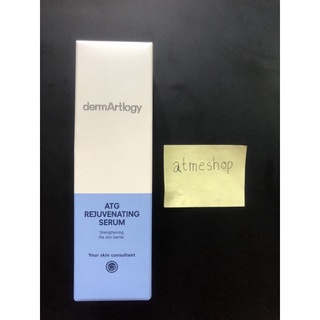 dermArtlogy
ATG
REJUVENATING
SERUM
Strengthening
the skin barrier
Your skin consultant
atmeshop